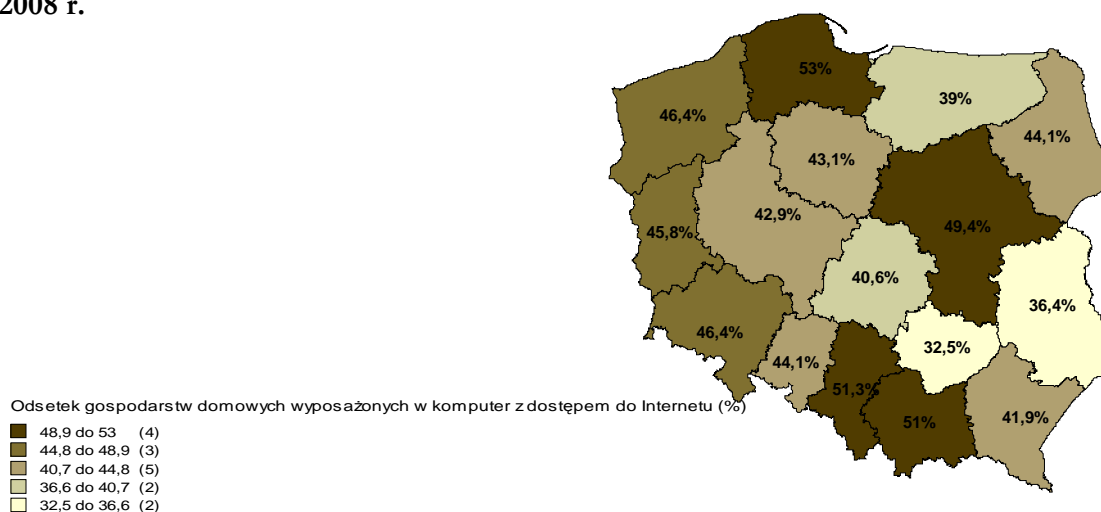 2008 r.
53%
39%
46,4%
44,1%
43,1%
42,9%
49,4%
45,8%
40,6%
36,4%
46,4%
32,5%
44,1%
51,3%
51%
41,9%
Odsetek gospodarstw domowych wyposażonych w komputer z dostępem do Internetu (%)
48,9 do 53 (4)
44,8 do 48,9 (3)
40,7 do 44,8 (5)
36,6 do 40,7 (2)
32,5 do 36,6 (2)